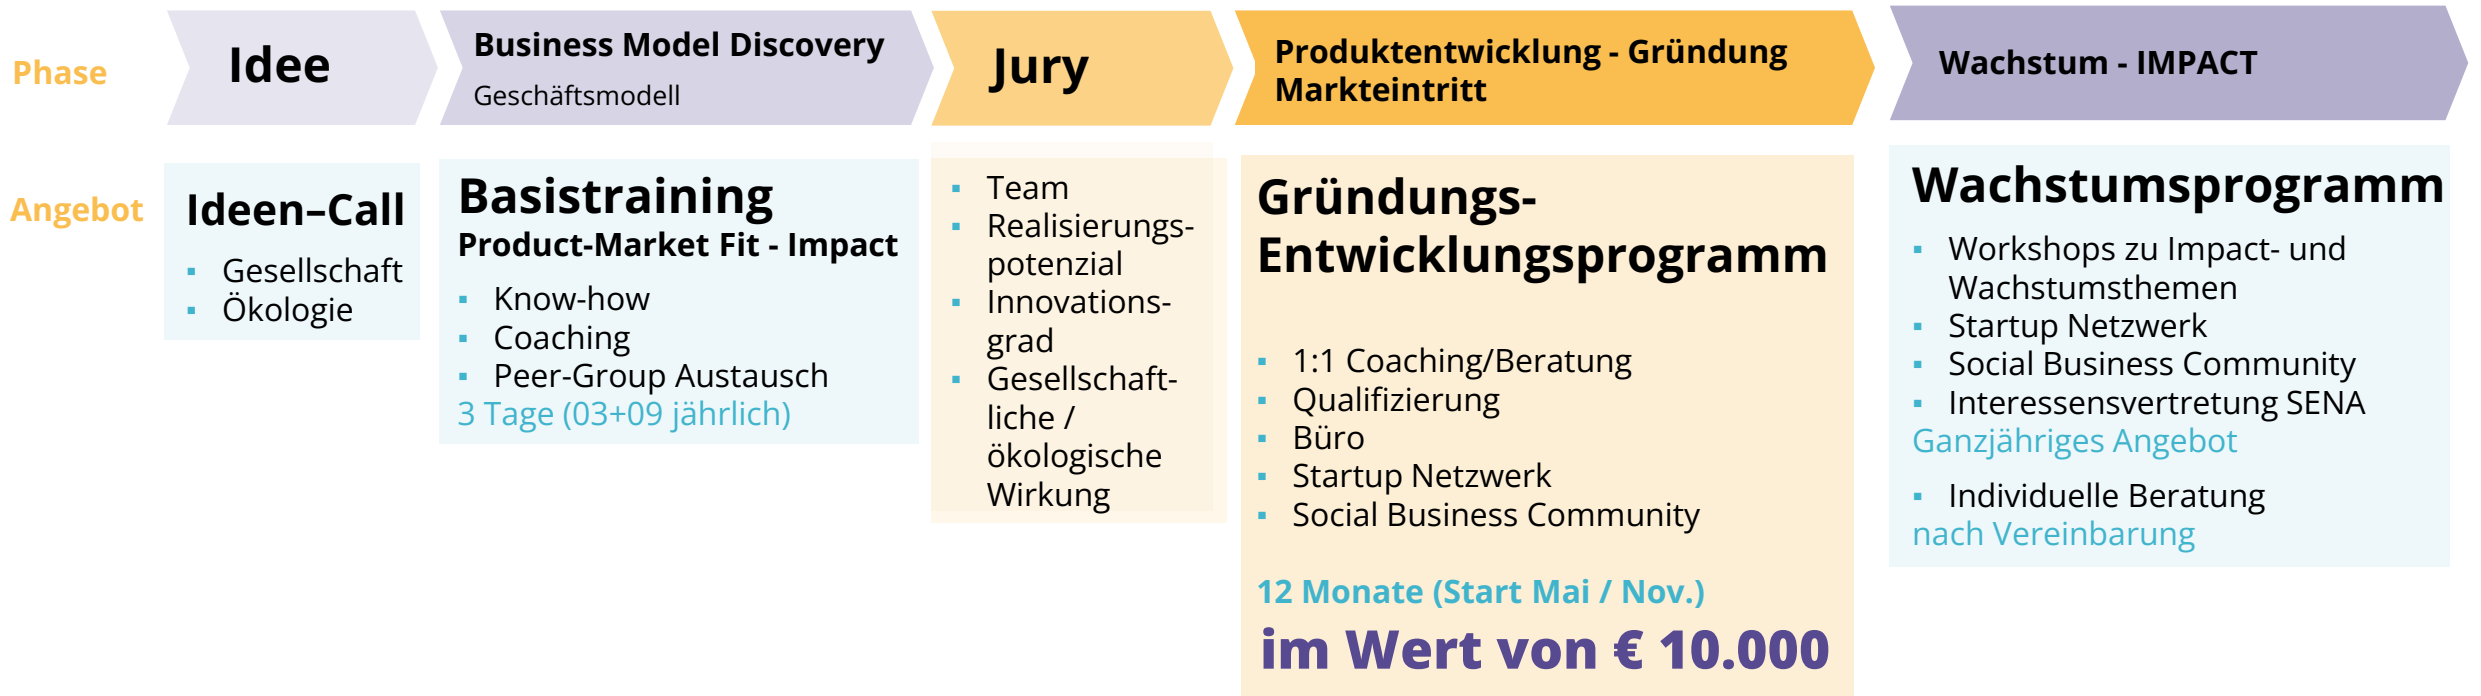 Phase
Idee
Business Model Discovery
Geschäftsmodell
Jury
Produktentwicklung - Gründung
Markteintritt
Wachstum - IMPACT
Angebot
Ideen–Call
▪ Gesellschaft
▪ Ökologie
Basistraining
Product-Market Fit - Impact
▪ Know-how
▪ Coaching
▪ Peer-Group Austausch
3 Tage (03+09 jährlich)
▪ Team
▪ Realisierungs-
potenzial
▪ Innovations-
grad
▪ Gesellschaft-
liche /
ökologische
Wirkung
Gründungs-
Entwicklungsprogramm
▪ 1:1 Coaching/Beratung
▪ Qualifizierung
▪ Büro
▪ Startup Netzwerk
▪ Social Business Community
12 Monate (Start Mai / Nov.)
im Wert von € 10.000
Wachstumsprogramm
▪ Workshops zu Impact- und
Wachstumsthemen
▪ Startup Netzwerk
▪ Social Business Community
▪ Interessensvertretung SENA
Ganzjähriges Angebot
▪ Individuelle Beratung
nach Vereinbarung